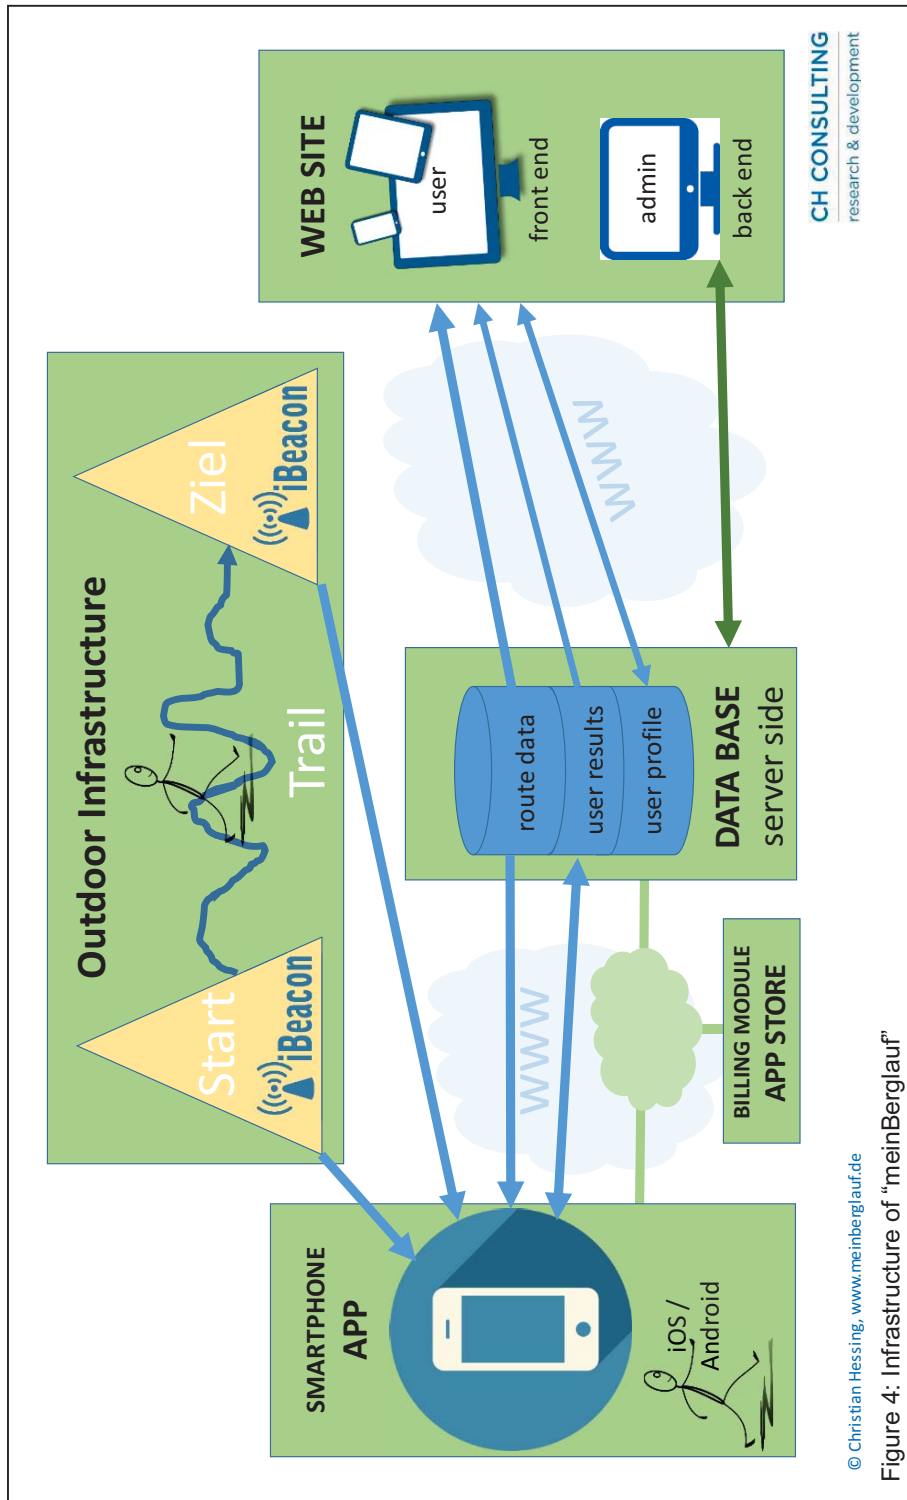 Outdoor Infrastructure
Start
iBeacon
Trail
Ziel
iBeacon
SMARTPHONE
APP
iOS /
Android
www
BILLING MODULE
APP STORE
route data
user results
user profile
DATA BASE
server side
www
WEB SITE
user
front end
admin
back end
CH CONSULTING
research & development
© Christian Hessing, www.meinberglauf.de
Figure 4: Infrastructure of “meinBerglauf”